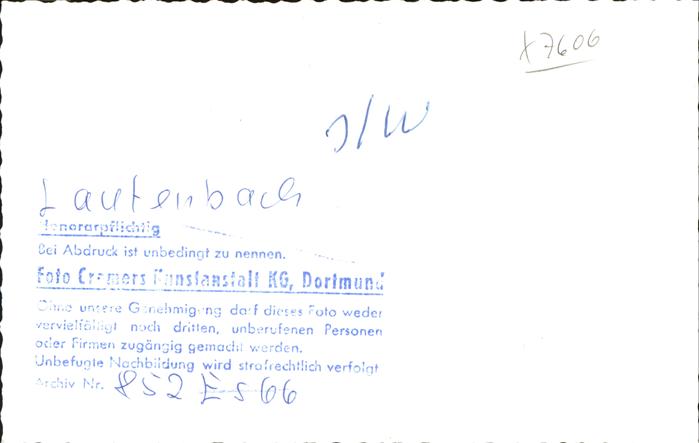 X7606
S/W
Lautenbach
Honorarpflichtig
Bei Abdruck ist unbedingt zu nennen.
Foto Cramers Kunstanstalt KG, Dortmund
Ohne unsere Genehmigung darf dieses Foto weder
vervielfältigt noch dritten, unberufenen Personen
oder Firmen zugängig gemacht werden.
Unbefugte Nachbildung wird strafrechtlich verfolgt
Archiv Nr. 852 Es 66